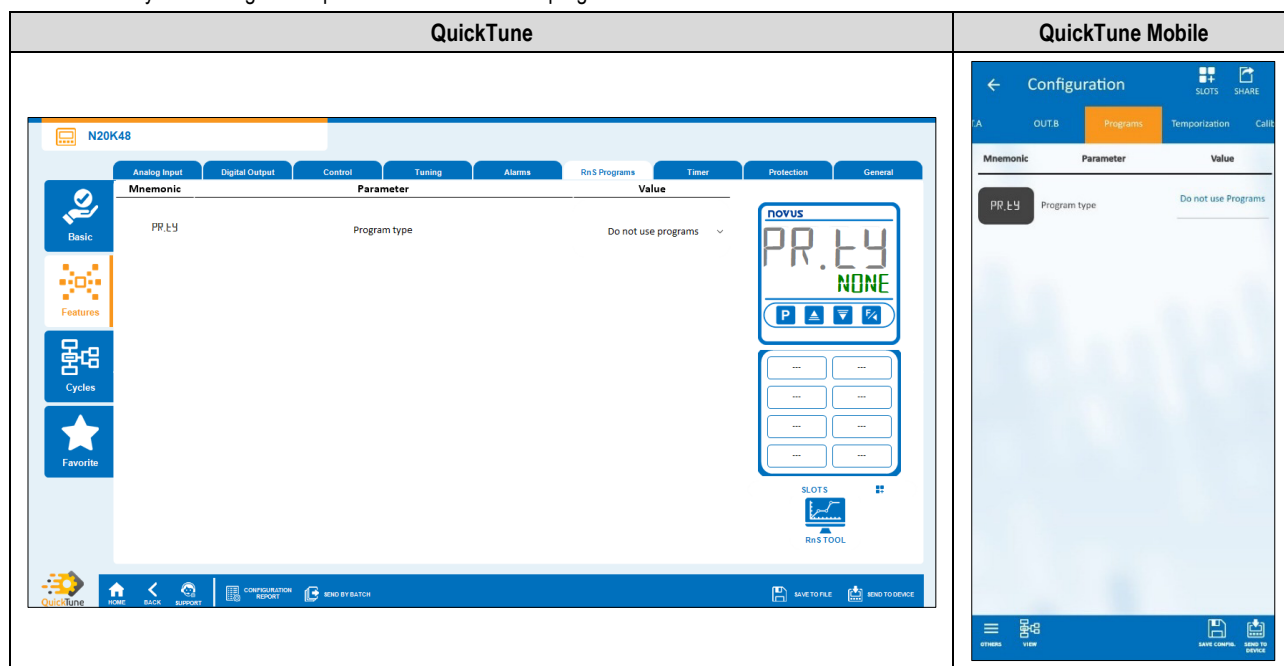 QuickTune
QuickTune Mobile
N20K48
Analog Input
Digital Output
Control
Tuning
Alarms
RnS Programs
Timer
Protection
General
Mnemonic
Parameter
Value
Basic
Features
Cycles
Favorite
PR.tY
Program type
Do not use programs
novus
PR.tY
NONE
P
F/
---
---
---
---
---
---
---
---
SLOTS
RnS TOOL
QuickTune
HOME
BACK
SUPPORT
CONFIGURATION
REPORT
SEND BY BATCH
SAVE TO FILE
SEND TO DEVICE
Configuration
SLOTS
SHARE
T.A
OUT.B
Programs
Temporization
Calib
Mnemonic
Parameter
Value
PR.tY
Program type
Do not use Programs
OTHERS
VIEW
SAVE CONFIG.
SEND TO
DEVICE